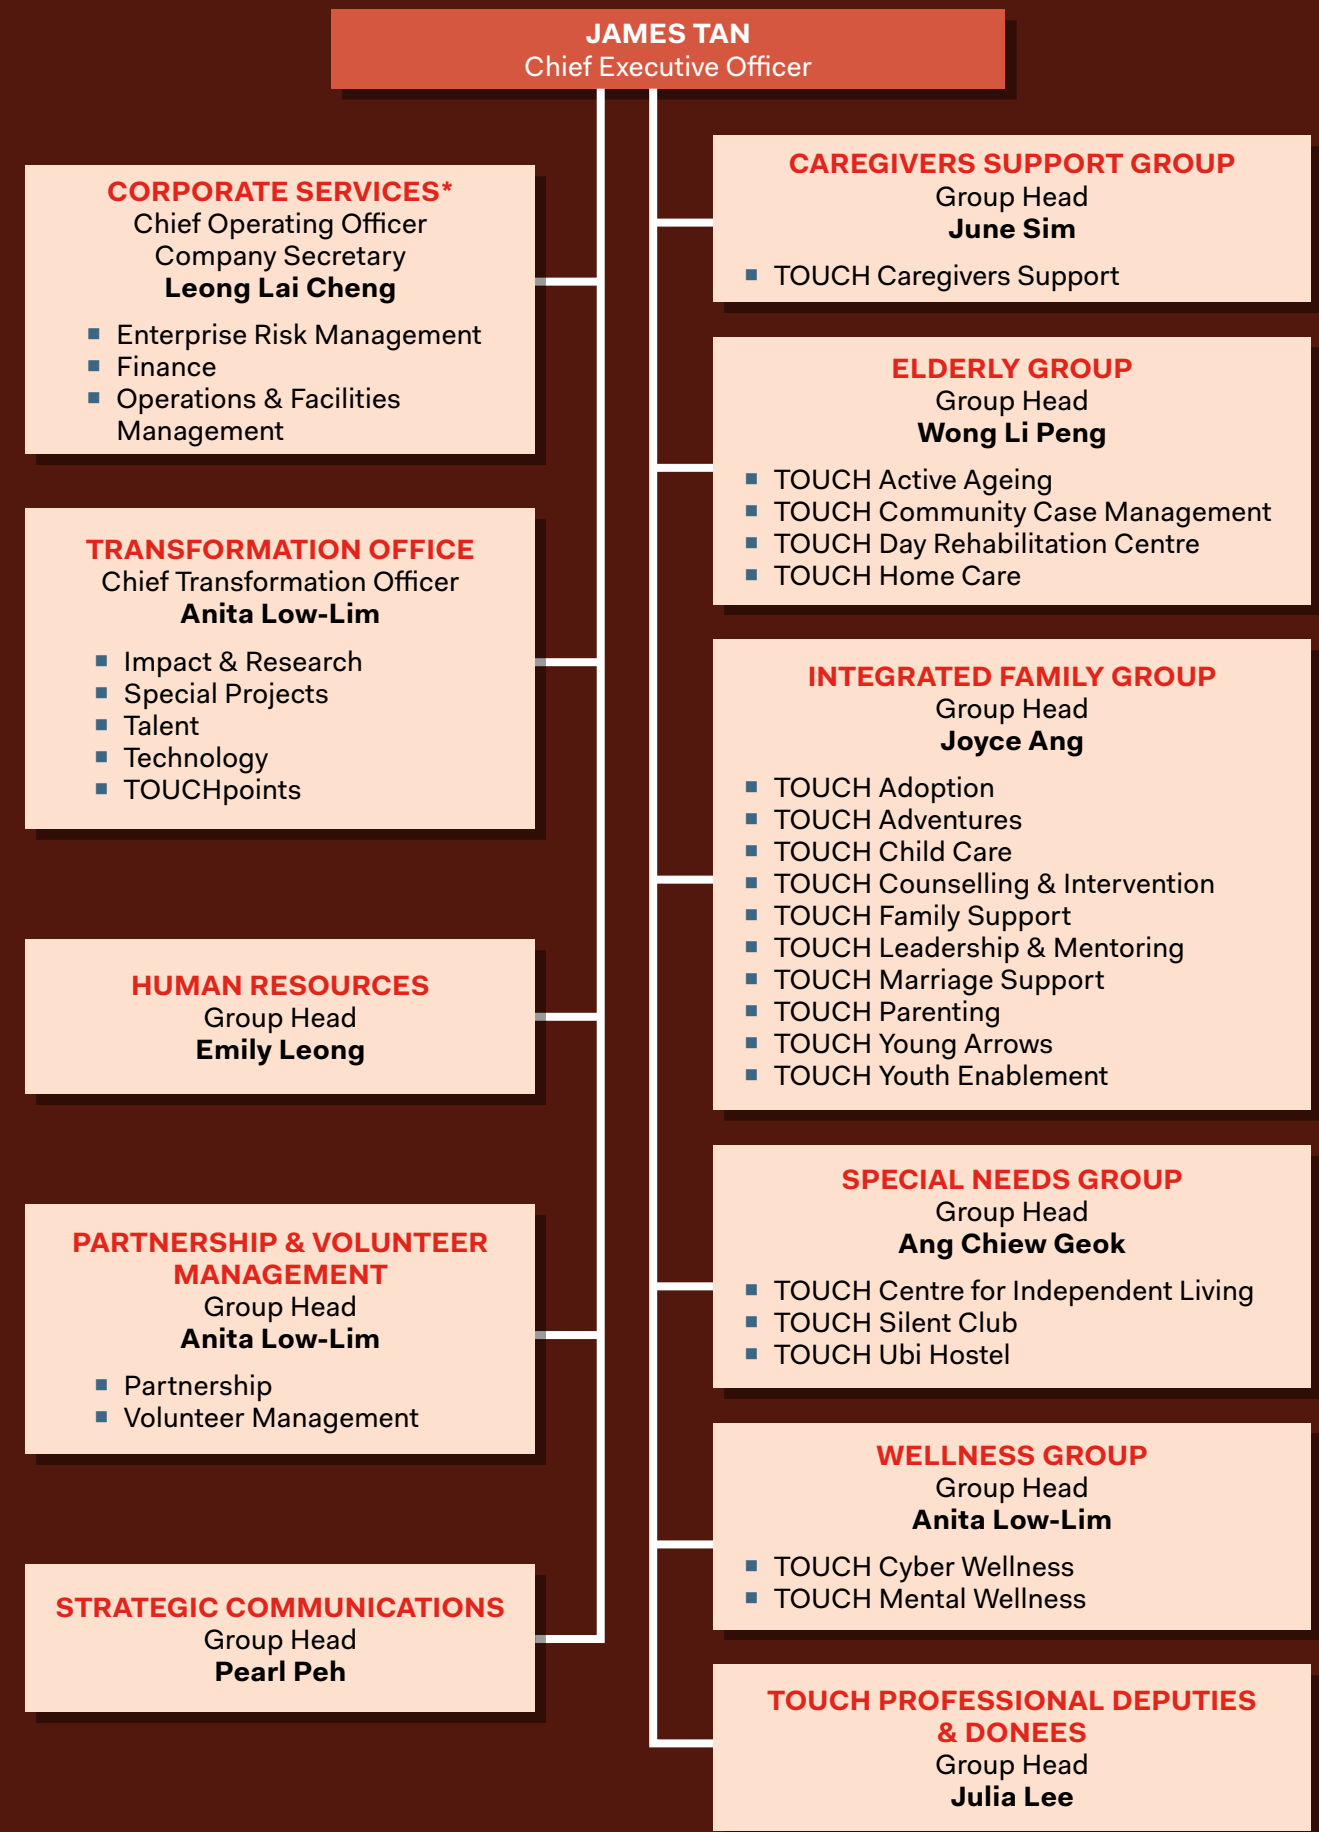 JAMES TAN
Chief Executive Officer
CORPORATE SERVICES*
Chief Operating Officer
Company Secretary
Leong Lai Cheng
Enterprise Risk Management
Finance
Operations & Facilities
Management
TRANSFORMATION OFFICE
Chief Transformation Officer
Anita Low-Lim
Impact & Research
Special Projects
Talent
Technology
TOUCHpoints
HUMAN RESOURCES
Group Head
Emily Leong
PARTNERSHIP & VOLUNTEER
MANAGEMENT
Group Head
Anita Low-Lim
Partnership
Volunteer Management
STRATEGIC COMMUNICATIONS
Group Head
Pearl Peh
CAREGIVERS SUPPORT GROUP
Group Head
June Sim
TOUCH Caregivers Support
ELDERLY GROUP
Group Head
Wong Li Peng
TOUCH Active Ageing
TOUCH Community Case Management
TOUCH Day Rehabilitation Centre
TOUCH Home Care
INTEGRATED FAMILY GROUP
Group Head
Joyce Ang
TOUCH Adoption
TOUCH Adventures
TOUCH Child Care
TOUCH Counselling & Intervention
TOUCH Family Support
TOUCH Leadership & Mentoring
TOUCH Marriage Support
TOUCH Parenting
TOUCH Young Arrows
TOUCH Youth Enablement
SPECIAL NEEDS GROUP
Group Head
Ang Chiew Geok
TOUCH Centre for Independent Living
TOUCH Silent Club
TOUCH Ubi Hostel
WELLNESS GROUP
Group Head
Anita Low-Lim
TOUCH Cyber Wellness
TOUCH Mental Wellness
TOUCH PROFESSIONAL DEPUTIES
& DONEES
Group Head
Julia Lee